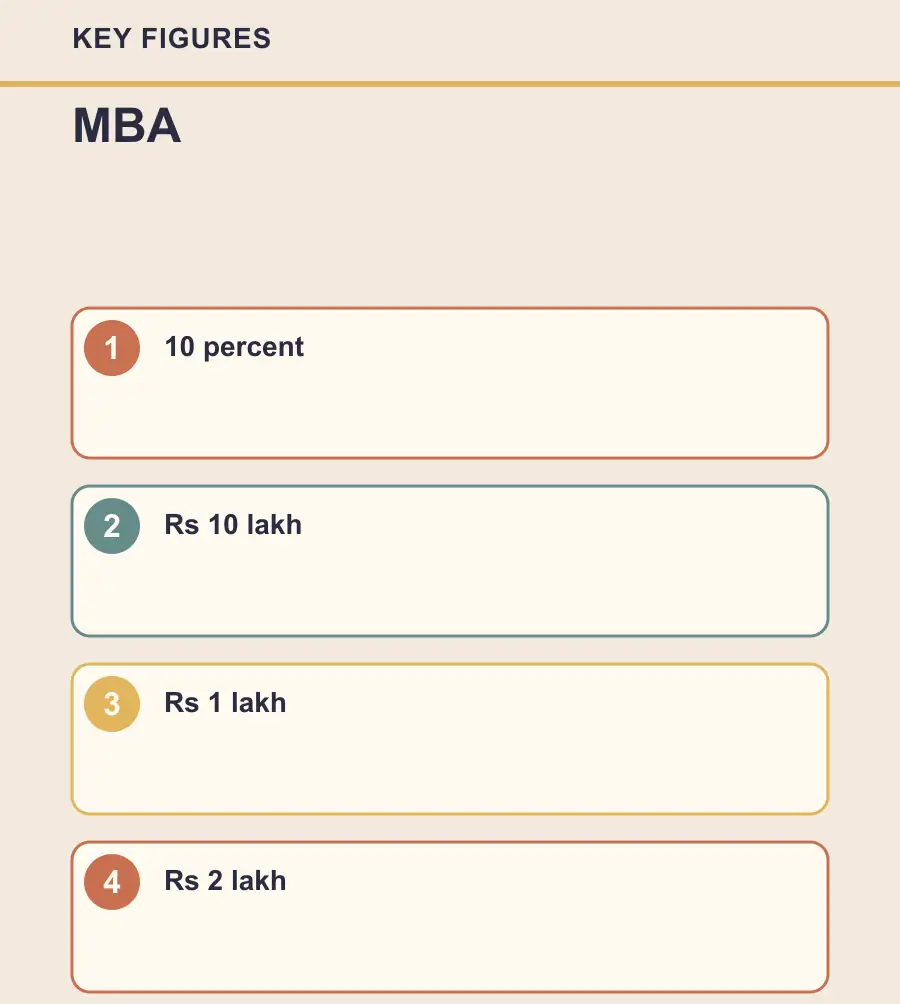 KEY FIGURES
MBA
1 10 percent
2 Rs 10 lakh
3 Rs 1 lakh
4 Rs 2 lakh